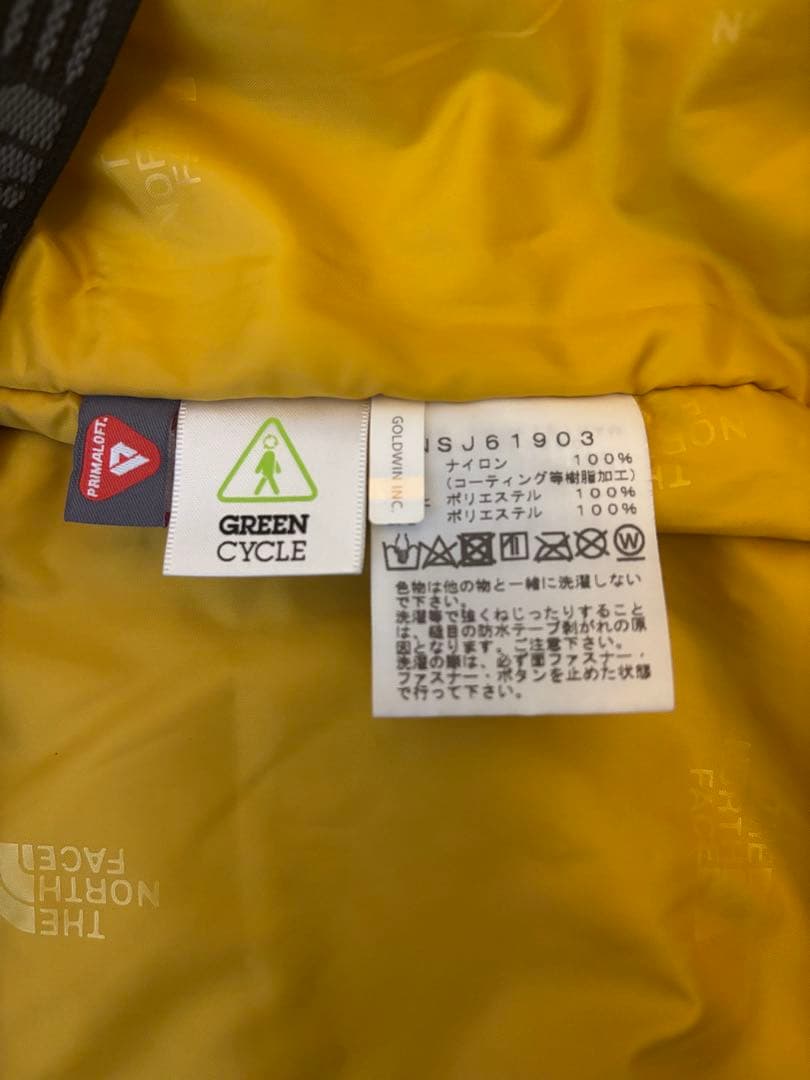 PRIMALOFT.
GREEN
CYCLE
GOLDWIN INC.
NSJ61903
ナイロン 100%
(コーティング等樹脂加工)
ポリエステル 100%
ポリエステル 100%
W
色物は他の物と一緒に洗濯しない
で下さい。
洗濯等で強くねじったりすること
は、縫目の防水テープ剥がれの原
因となります。ご注意下さい。
洗濯の際は、必ず面ファスナー・
ファスナー・ボタンを止めた状態
で行って下さい。
THE
NORTH
FACE